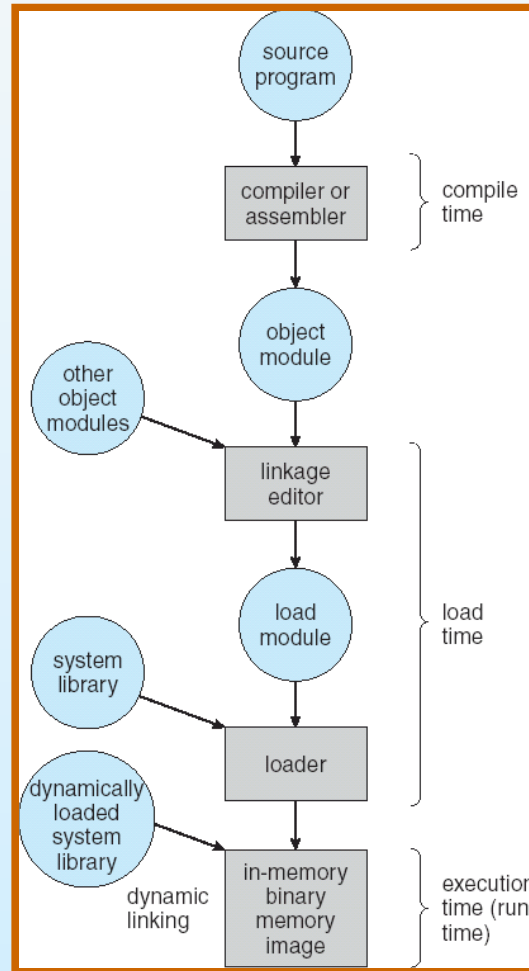 source
program
compiler or
assembler
compile
time
object
module
other
object
modules
linkage
editor
load
module
load
time
system
library
loader
dynamically
loaded
system
library
dynamic
linking
in-memory
binary
memory
image
execution
time (run
time)